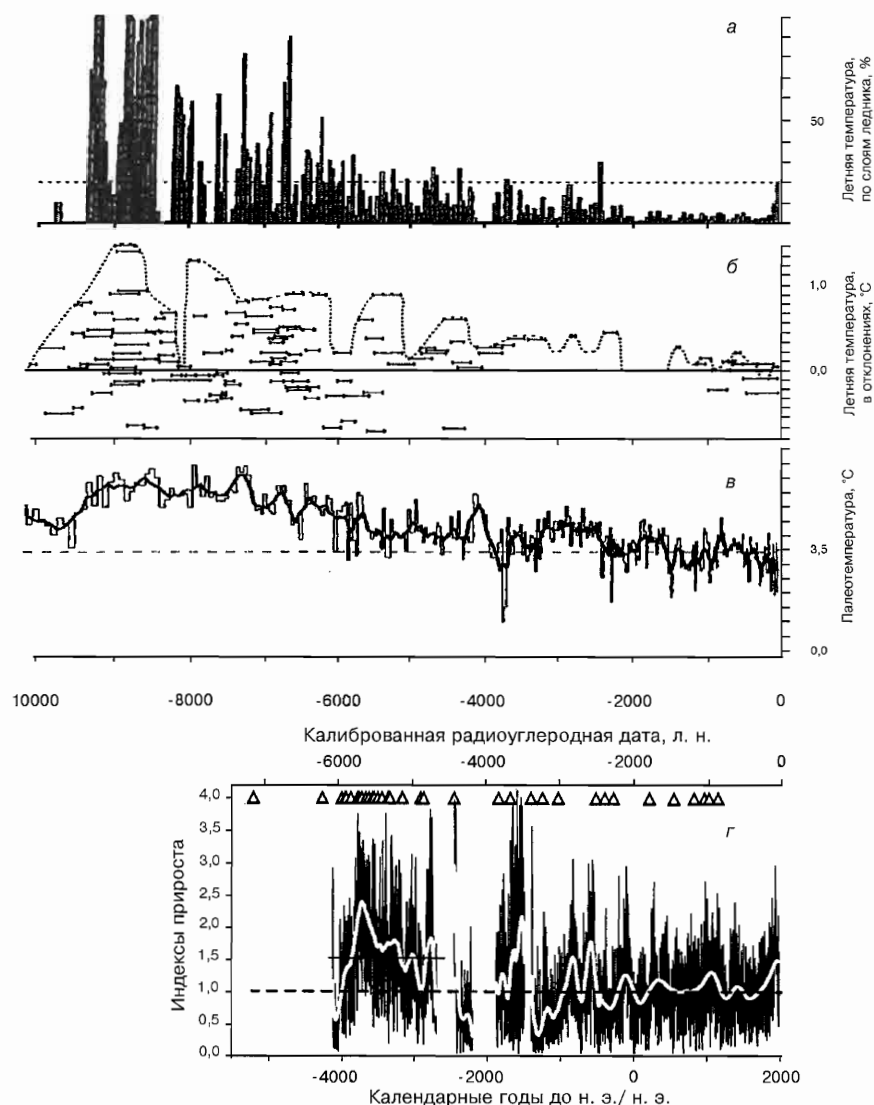 а
50
Летняя температура,
по слоям ледника, %
б
1,0
0,0
Летняя температура,
в отклонениях, °С
в
3,5
0,0
Палеотемпература, °С
10000 -8000 -6000 -4000 -2000 0
Калиброванная радиоуглеродная дата, л. н.
-6000 -4000 -2000 0
4,0
3,5
3,0
2,5
2,0
1,5
1,0
0,5
0,0
Индексы прироста
г
-4000 -2000 0 2000
Календарные годы до н. э./ н. э.